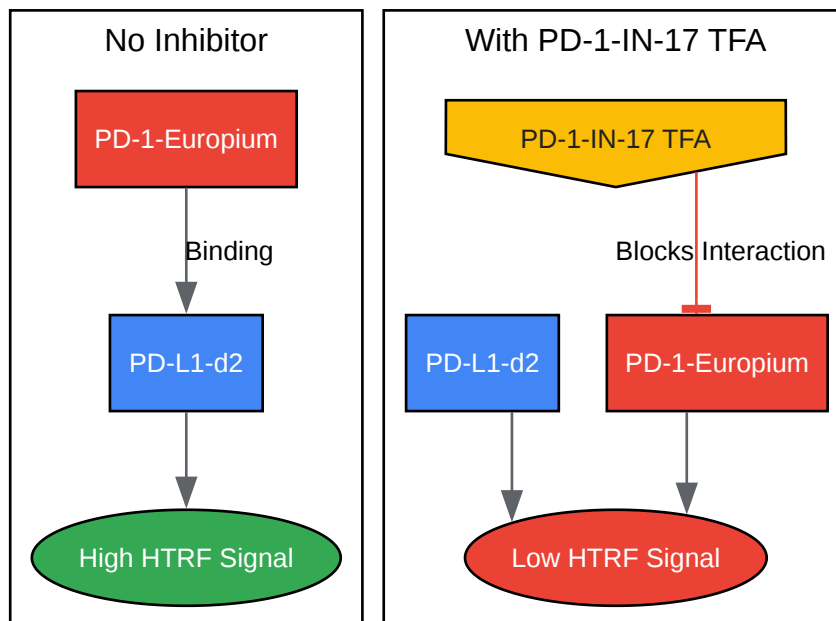 No Inhibitor
PD-1-Europium
Binding
PD-L1-d2
High HTRF Signal
With PD-1-IN-17 TFA
PD-1-IN-17 TFA
Blocks Interaction
PD-L1-d2
PD-1-Europium
Low HTRF Signal